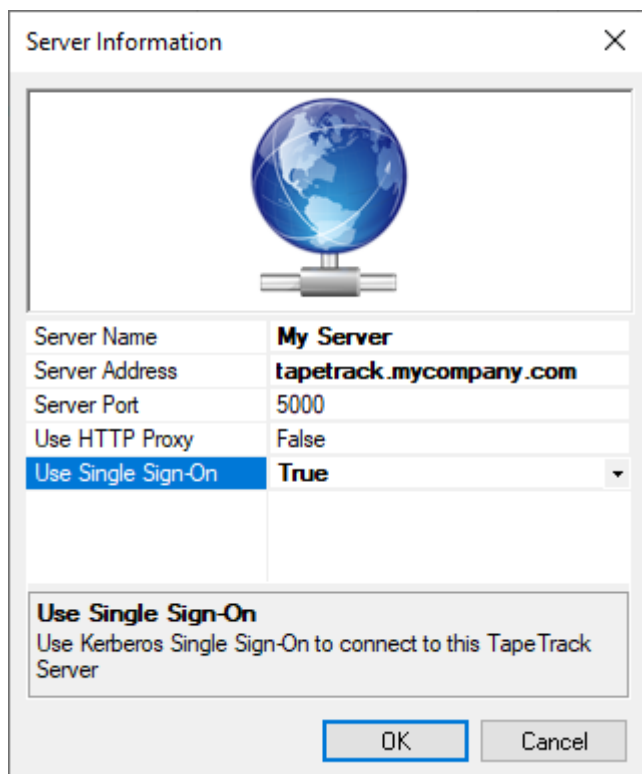 Server Information
Server Name My Server
Server Address tapetrack.mycompany.com
Server Port 5000
Use HTTP Proxy False
Use Single Sign-On True
Use Single Sign-On
Use Kerberos Single Sign-On to connect to this TapeTrack
Server
OK Cancel